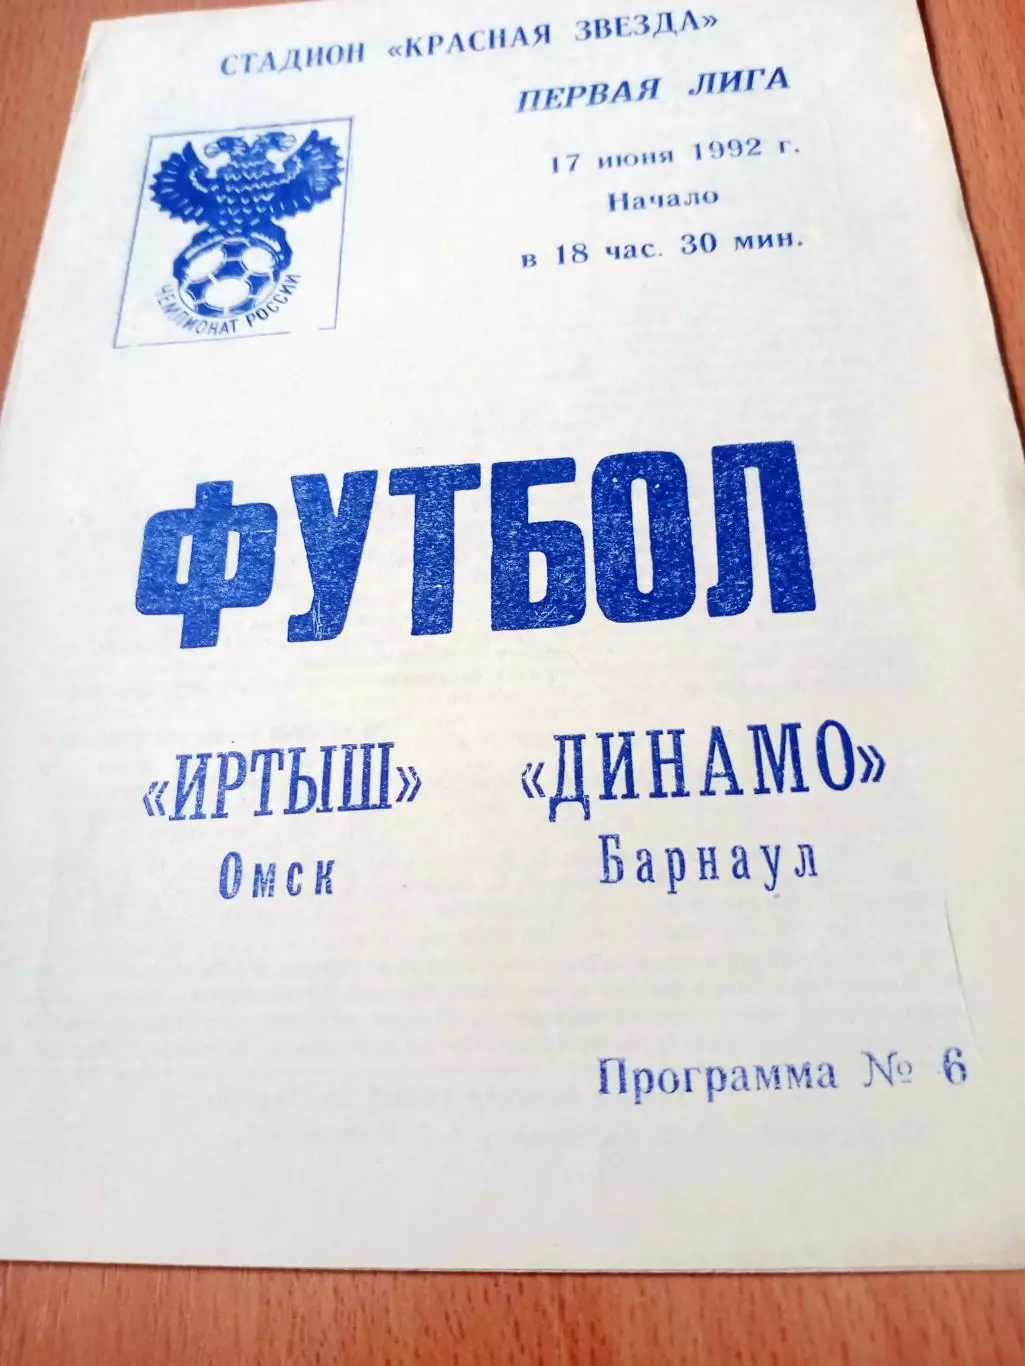 СТАДИОН «КРАСНАЯ ЗВЕЗДА»
ПЕРВАЯ ЛИГА
17 июня 1992 г.
Начало
в 18 час. 30 мин.
ЧЕМПИОНАТ РОССИИ
ФУТБОЛ
«ИРТЫШ» «ДИНАМО»
Омск Барнаул
Программа № 6